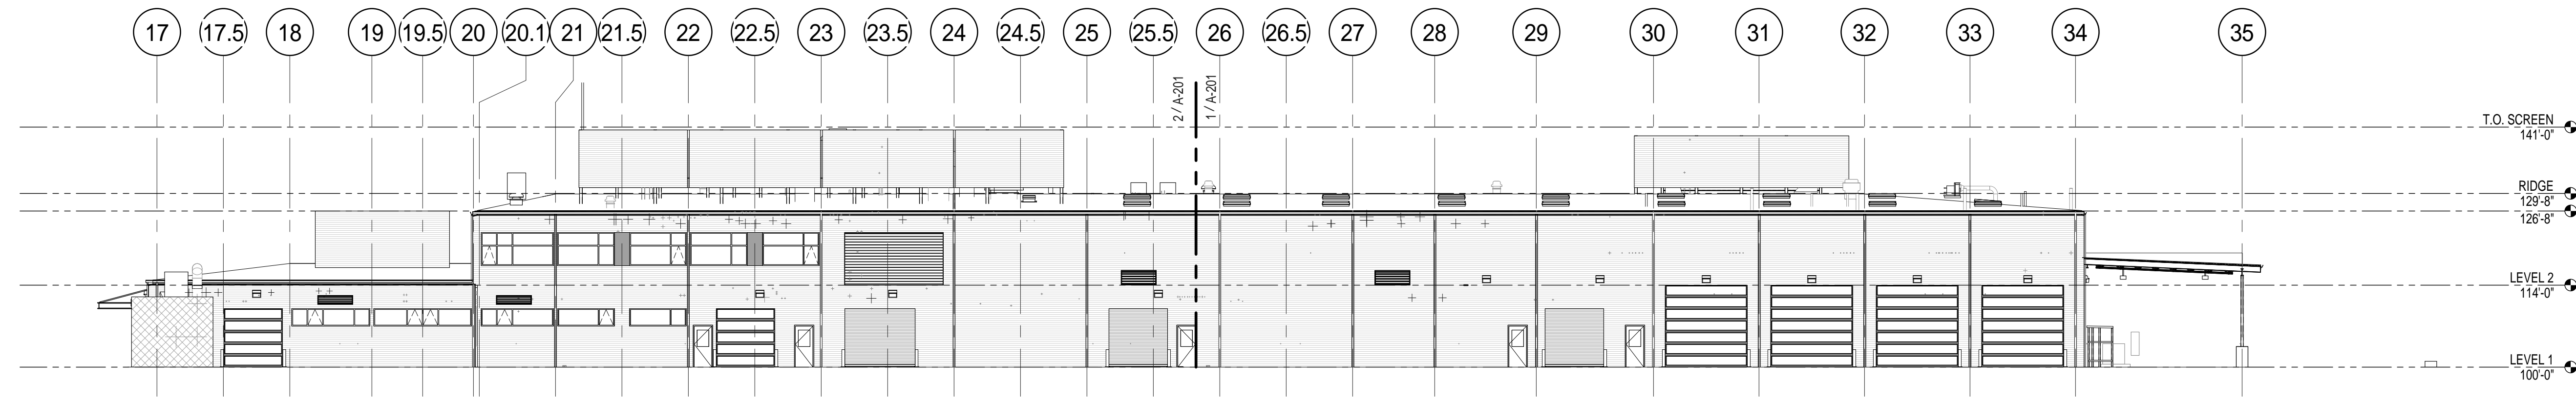 17 17.5 18 19 19.5 20 20.1 21 21.5 22 22.5 23 23.5 24 24.5 25 25.5 26 26.5 27 28 29 30 31 32 33 34 35
2 / A-201
1 / A-201
T.O. SCREEN
141'-0"
RIDGE
129'-8"
126'-8"
LEVEL 2
114'-0"
LEVEL 1
100'-0"